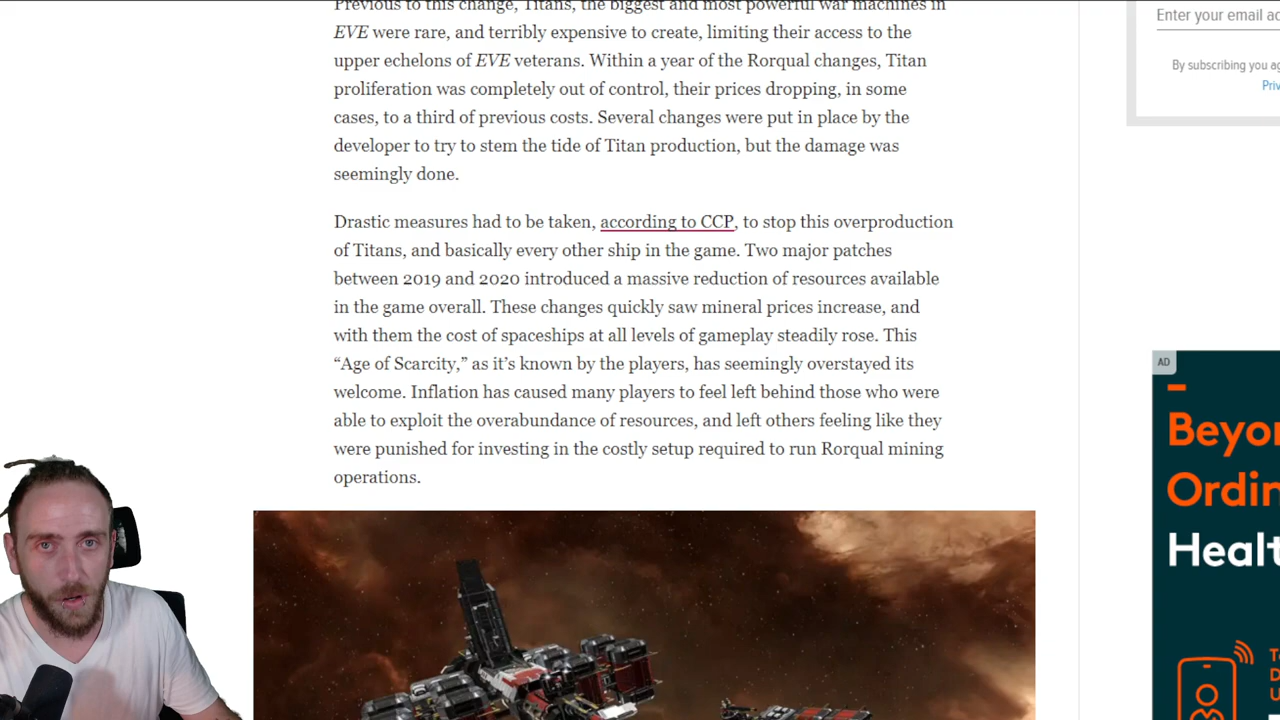 Previous to this change, Titans, the biggest and most powerful war machines in
EVE were rare, and terribly expensive to create, limiting their access to the
upper echelons of EVE veterans. Within a year of the Rorqual changes, Titan
proliferation was completely out of control, their prices dropping, in some
cases, to a third of previous costs. Several changes were put in place by the
developer to try to stem the tide of Titan production, but the damage was
seemingly done.
Drastic measures had to be taken, according to CCP, to stop this overproduction
of Titans, and basically every other ship in the game. Two major patches
between 2019 and 2020 introduced a massive reduction of resources available
in the game overall. These changes quickly saw mineral prices increase, and
with them the cost of spaceships at all levels of gameplay steadily rose. This
“Age of Scarcity,” as it’s known by the players, has seemingly overstayed its
welcome. Inflation has caused many players to feel left behind those who were
able to exploit the overabundance of resources, and left others feeling like they
were punished for investing in the costly setup required to run Rorqual mining
operations.
Enter your email ad
By subscribing you ag
Priv
AD
Beyo
Ordin
Healt